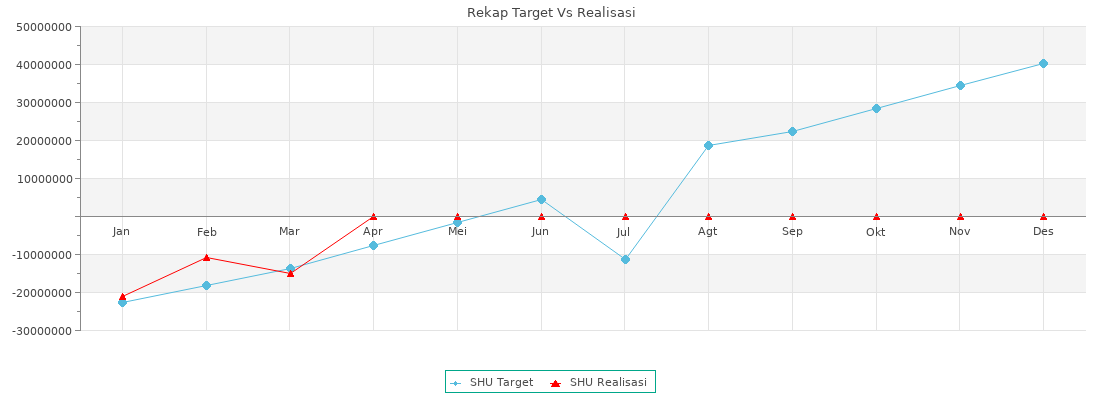 Rekap Target Vs Realisasi
50000000
40000000
30000000
20000000
10000000
-10000000
-20000000
-30000000
Jan Feb Mar Apr Mei Jun Jul Agt Sep Okt Nov Des
SHU Target SHU Realisasi